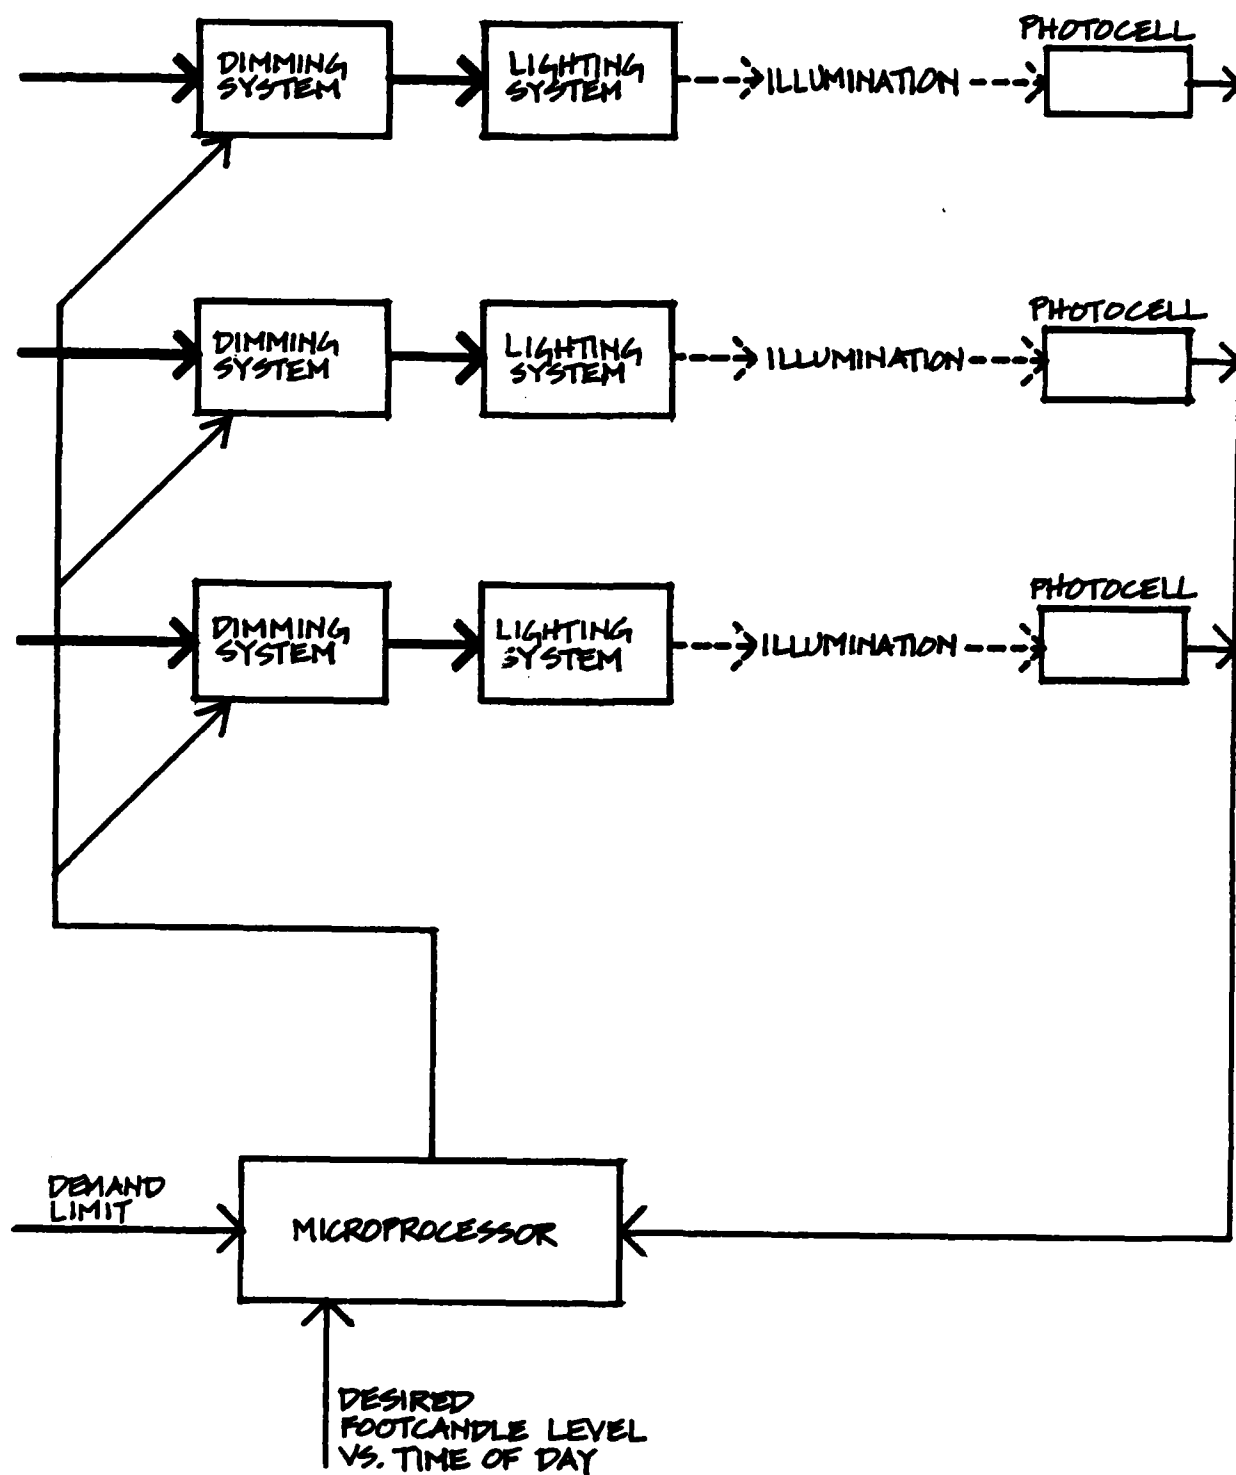 PHOTOCELL
DIMMING
SYSTEM
LIGHTING
SYSTEM
ILLUMINATION
PHOTOCELL
DIMMING
SYSTEM
LIGHTING
SYSTEM
ILLUMINATION
PHOTOCELL
DIMMING
SYSTEM
LIGHTING
SYSTEM
ILLUMINATION
DEMAND
LIMIT
MICROPROCESSOR
DESIRED
FOOTCANDLE LEVEL
VS. TIME OF DAY